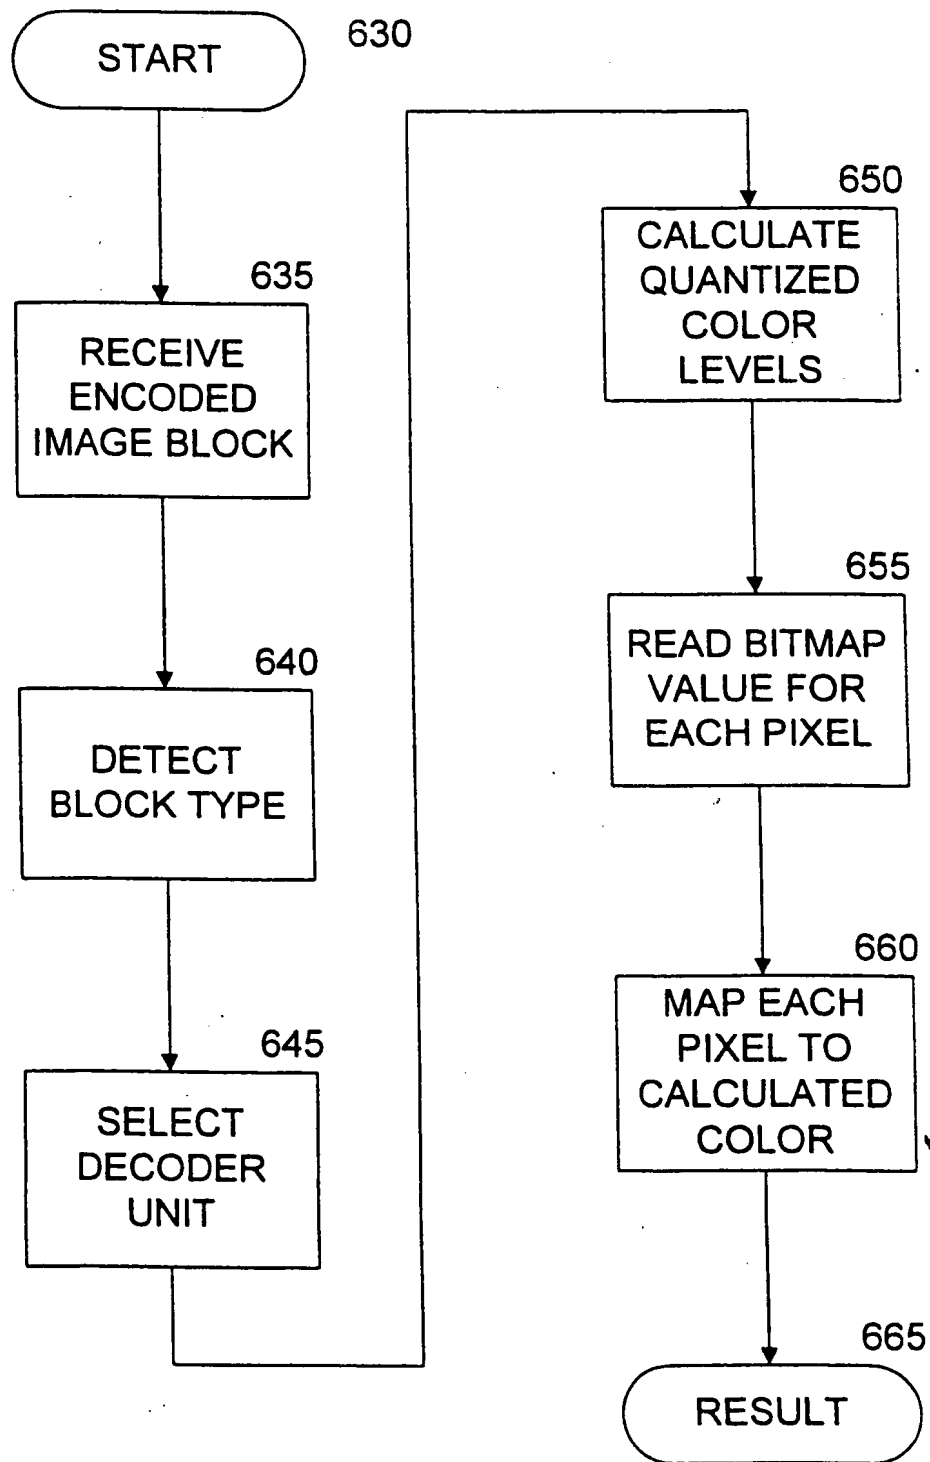 START
630
635
RECEIVE
ENCODED
IMAGE BLOCK
640
DETECT
BLOCK TYPE
645
SELECT
DECODER
UNIT
650
CALCULATE
QUANTIZED
COLOR
LEVELS
655
READ BITMAP
VALUE FOR
EACH PIXEL
660
MAP EACH
PIXEL TO
CALCULATED
COLOR
665
RESULT